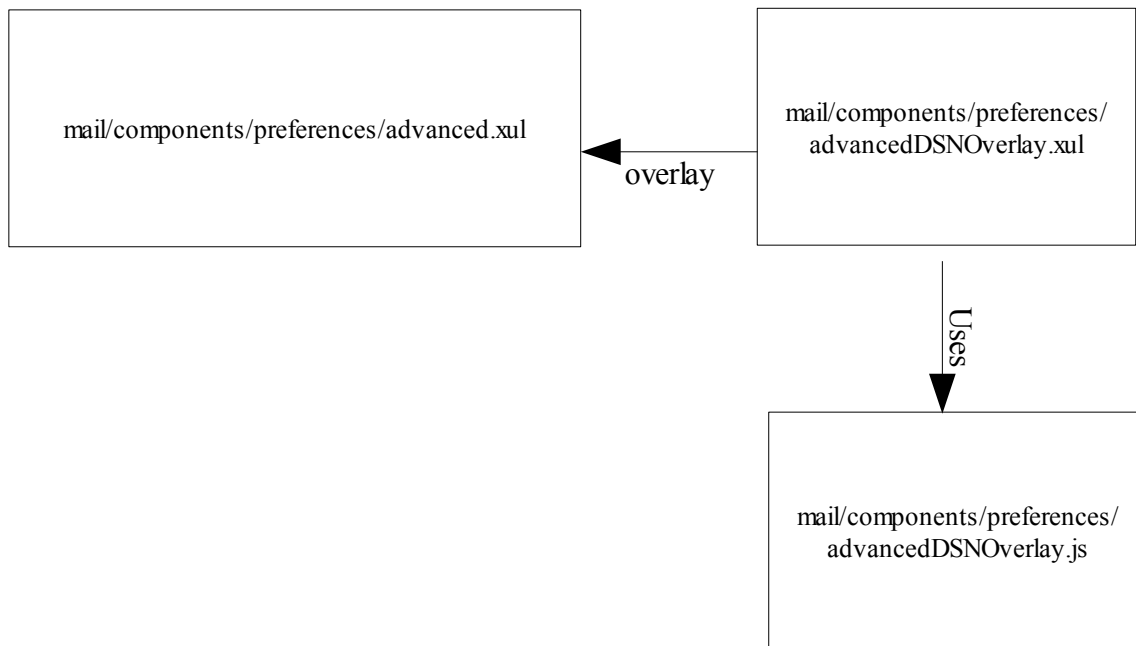 mail/components/preferences/advanced.xul
mail/components/preferences/
advancedDSNOverlay.xul
overlay
Uses
mail/components/preferences/
advancedDSNOverlay.js